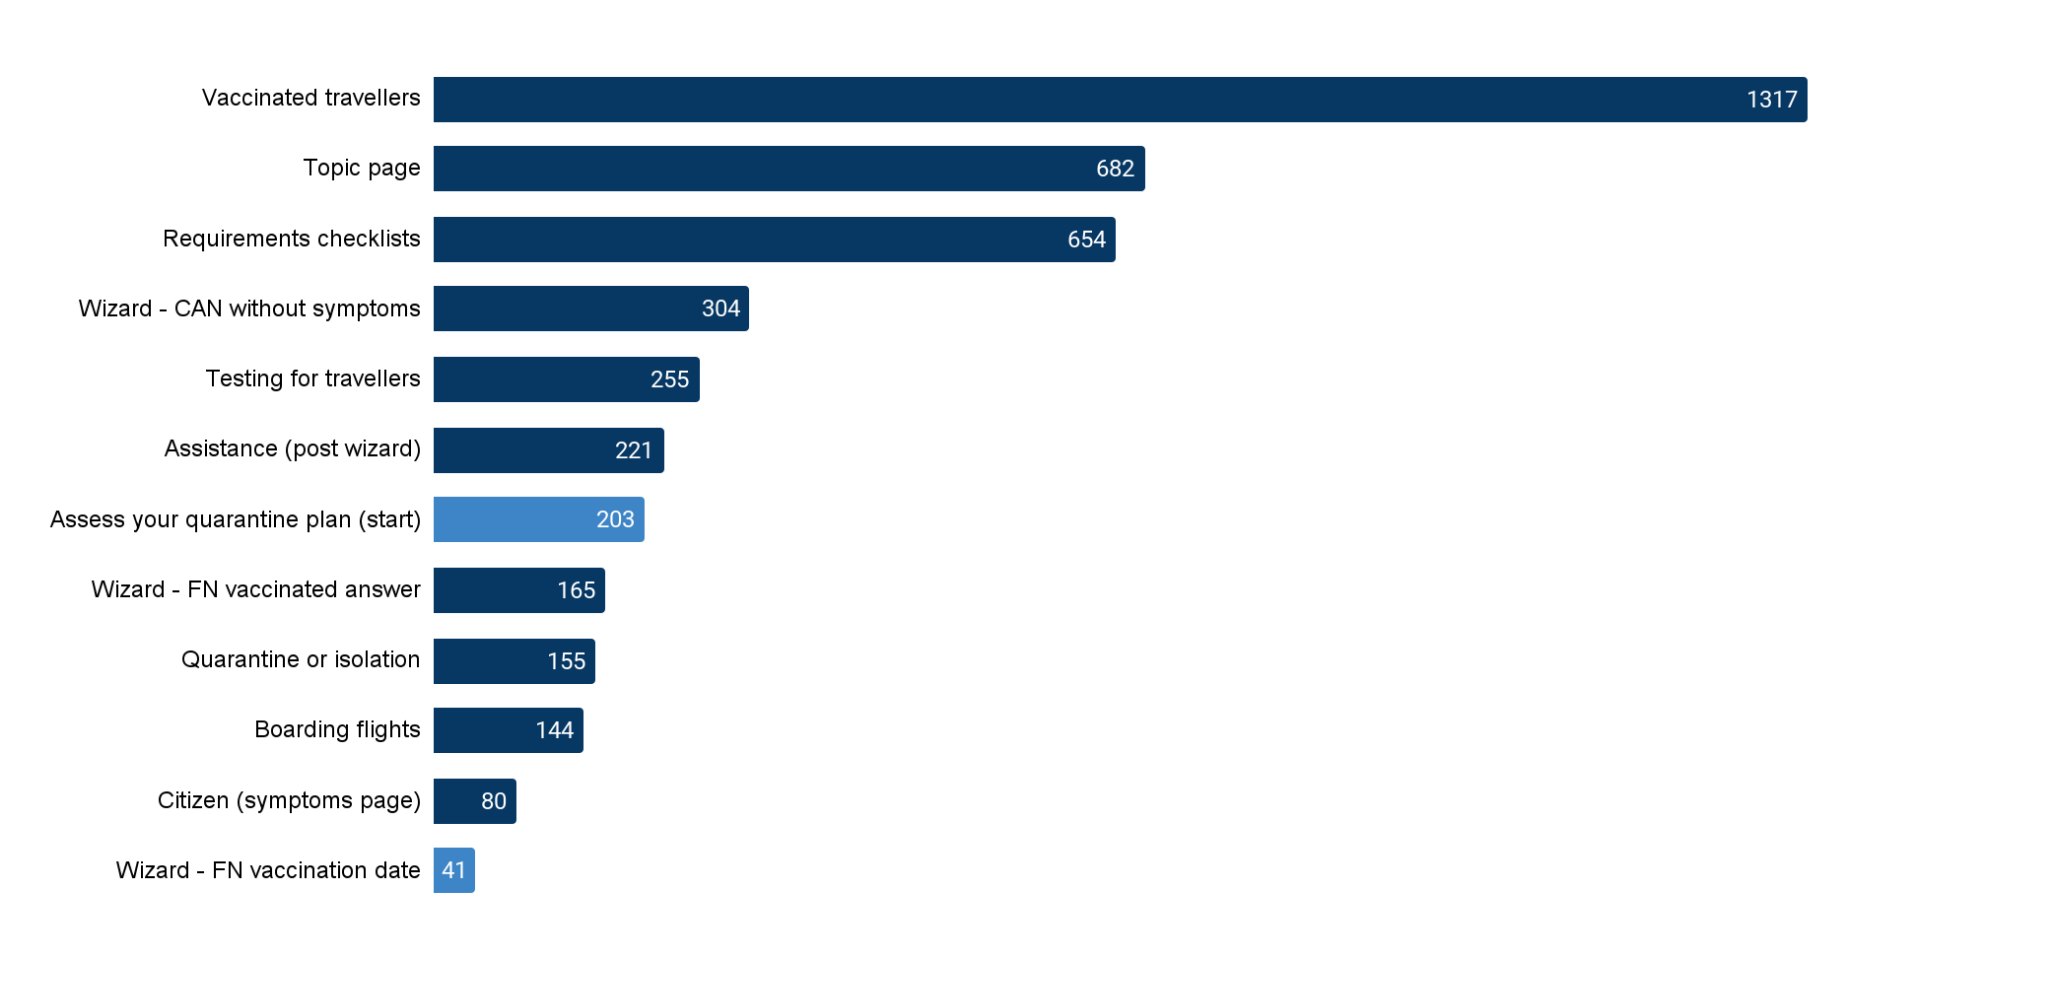 Vaccinated travellers 1317
Topic page 682
Requirements checklists 654
Wizard - CAN without symptoms 304
Testing for travellers 255
Assistance (post wizard) 221
Assess your quarantine plan (start) 203
Wizard - FN vaccinated answer 165
Quarantine or isolation 155
Boarding flights 144
Citizen (symptoms page) 80
Wizard - FN vaccination date 41